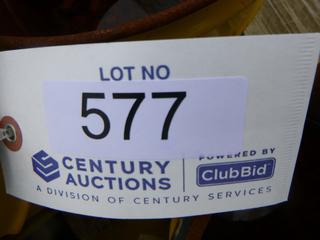 LOT NO
577
CENTURY
AUCTIONS
POWERED BY
ClubBid
A DIVISION OF CENTURY SERVICES